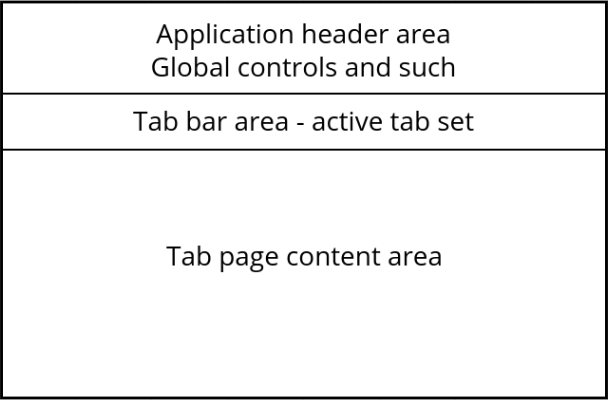 Application header area
Global controls and such
Tab bar area - active tab set
Tab page content area